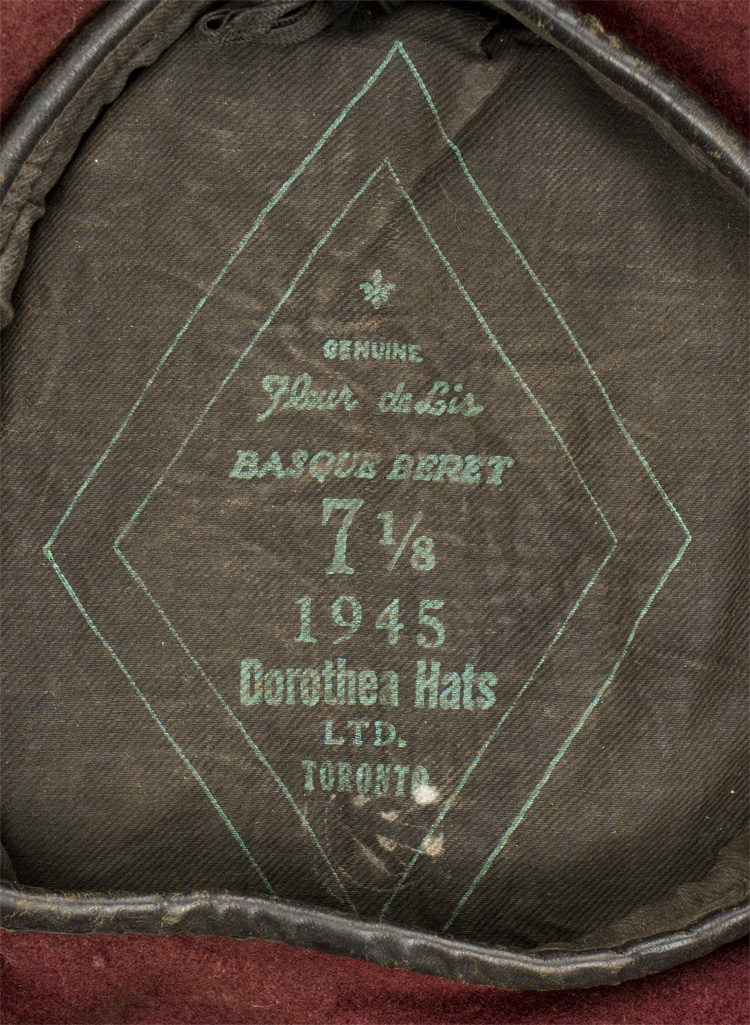 GENUINE
Fleur de Lis
BASQUE BERET
7 1/8
1945
Dorothea Hats
LTD.
TORONTO